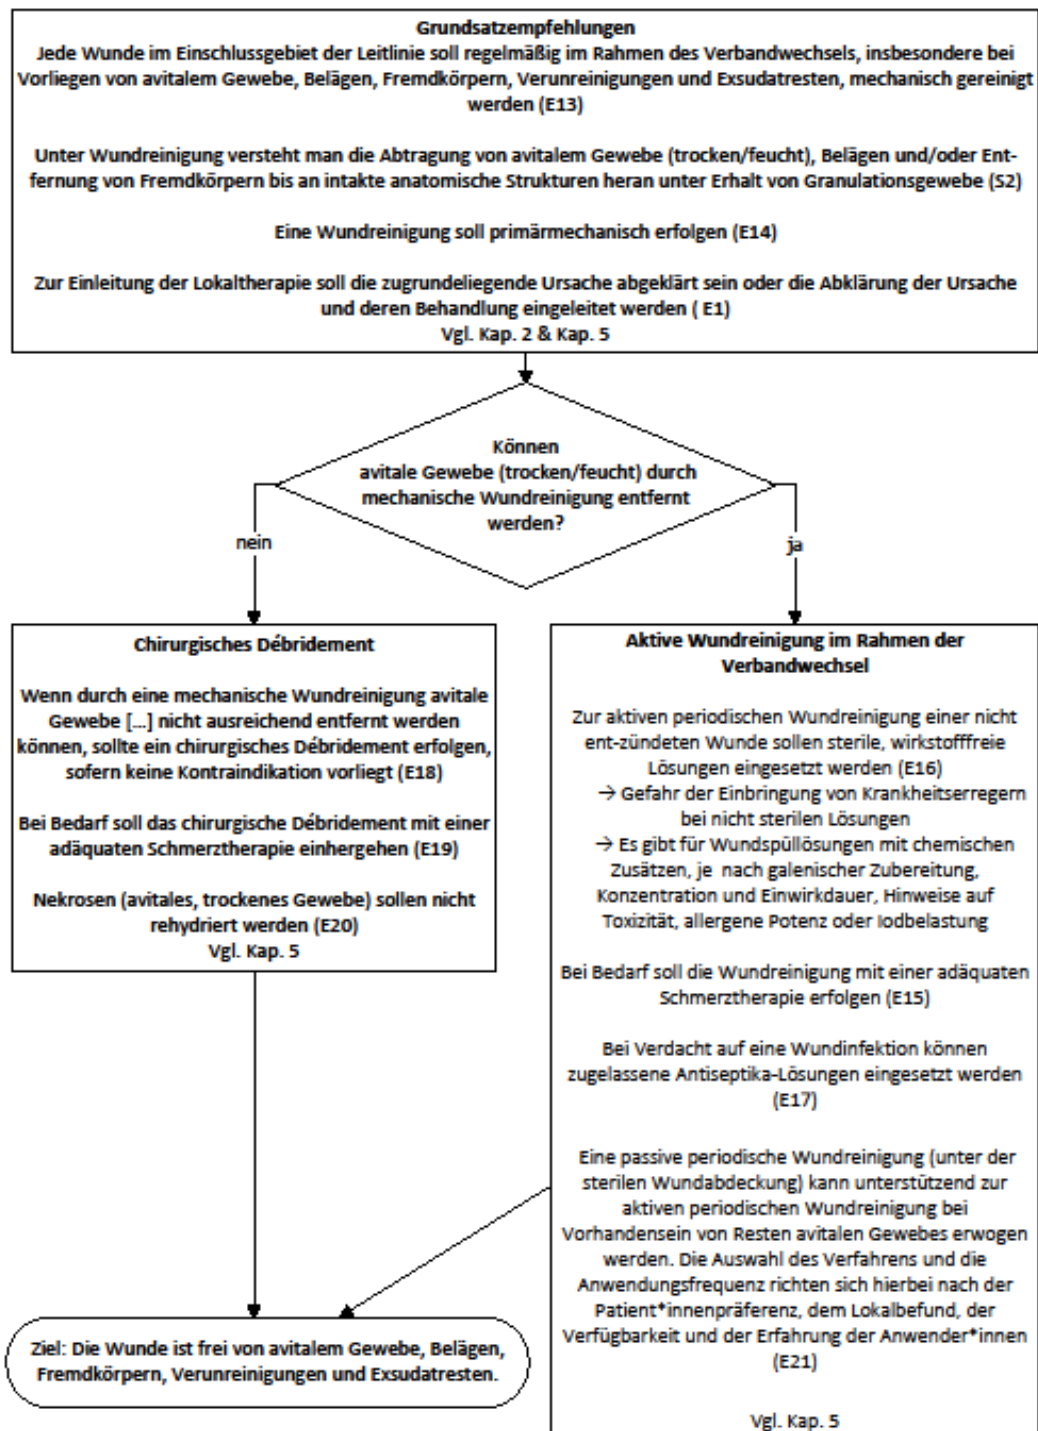 Grundsatzempfehlungen
Jede Wunde im Einschlussgebiet der Leitlinie soll regelmäßig im Rahmen des Verbandwechsels, insbesondere bei
Vorliegen von avitalem Gewebe, Belägen, Fremdkörpern, Verunreinigungen und Exsudatresten, mechanisch gereinigt
werden (E13)
Unter Wundreinigung versteht man die Abtragung von avitalem Gewebe (trocken/feucht), Belägen und/oder Ent-
fernung von Fremdkörpern bis an intakte anatomische Strukturen heran unter Erhalt von Granulationsgewebe (S2)
Eine Wundreinigung soll primärmechanisch erfolgen (E14)
Zur Einleitung der Lokaltherapie soll die zugrundeliegende Ursache abgeklärt sein oder die Abklärung der Ursache
und deren Behandlung eingeleitet werden ( E1)
Vgl. Kap. 2 & Kap. 5
Können
avitale Gewebe (trocken/feucht) durch
mechanische Wundreinigung entfernt
werden?
nein
ja
Chirurgisches Débridement
Wenn durch eine mechanische Wundreinigung avitale
Gewebe [...] nicht ausreichend entfernt werden
können, sollte ein chirurgisches Débridement erfolgen,
sofern keine Kontraindikation vorliegt (E18)
Bei Bedarf soll das chirurgische Débridement mit einer
adäquaten Schmerztherapie einhergehen (E19)
Nekrosen (avitales, trockenes Gewebe) sollen nicht
rehydriert werden (E20)
Vgl. Kap. 5
Aktive Wundreinigung im Rahmen der
Verbandwechsel
Zur aktiven periodischen Wundreinigung einer nicht
ent-zündeten Wunde sollen sterile, wirkstofffreie
Lösungen eingesetzt werden (E16)
→ Gefahr der Einbringung von Krankheitserregern
bei nicht sterilen Lösungen
→ Es gibt für Wundspüllösungen mit chemischen
Zusätzen, je nach galenischer Zubereitung,
Konzentration und Einwirkdauer, Hinweise auf
Toxizität, allergene Potenz oder Iodbelastung
Bei Bedarf soll die Wundreinigung mit einer adäquaten
Schmerztherapie erfolgen (E15)
Bei Verdacht auf eine Wundinfektion können
zugelassene Antiseptika-Lösungen eingesetzt werden
(E17)
Eine passive periodische Wundreinigung (unter der
sterilen Wundabdeckung) kann unterstützend zur
aktiven periodischen Wundreinigung bei
Vorhandensein von Resten avitalen Gewebes erwogen
werden. Die Auswahl des Verfahrens und die
Anwendungsfrequenz richten sich hierbei nach der
Patient*innenpräferenz, dem Lokalbefund, der
Verfügbarkeit und der Erfahrung der Anwender*innen
(E21)
Vgl. Kap. 5
Ziel: Die Wunde ist frei von avitalem Gewebe, Belägen,
Fremdkörpern, Verunreinigungen und Exsudatresten.